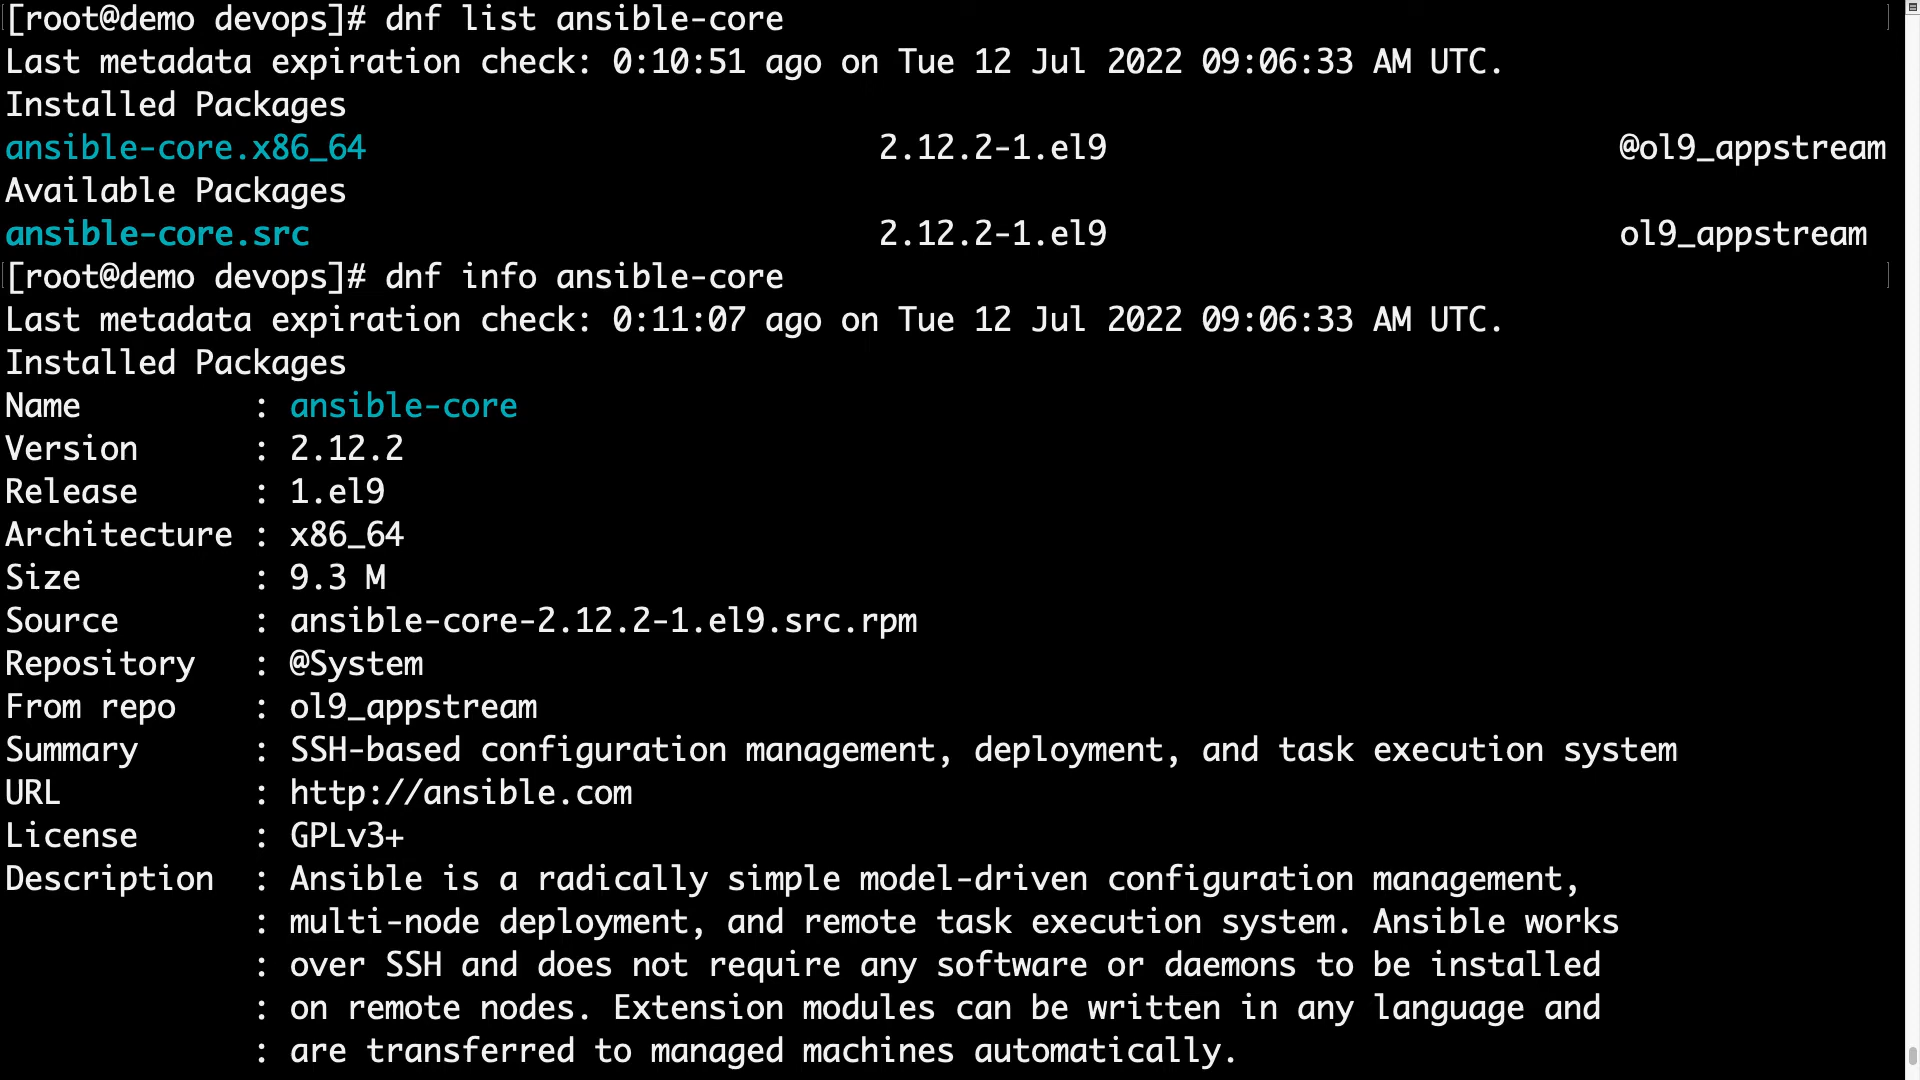 [root@demo devops]# dnf list ansible-core
Last metadata expiration check: 0:10:51 ago on Tue 12 Jul 2022 09:06:33 AM UTC.
Installed Packages
ansible-core.x86_64 2.12.2-1.el9 @ol9_appstream
Available Packages
ansible-core.src 2.12.2-1.el9 ol9_appstream
[root@demo devops]# dnf info ansible-core
Last metadata expiration check: 0:11:07 ago on Tue 12 Jul 2022 09:06:33 AM UTC.
Installed Packages
Name : ansible-core
Version : 2.12.2
Release : 1.el9
Architecture : x86_64
Size : 9.3 M
Source : ansible-core-2.12.2-1.el9.src.rpm
Repository : @System
From repo : ol9_appstream
Summary : SSH-based configuration management, deployment, and task execution system
URL : http://ansible.com
License : GPLv3+
Description : Ansible is a radically simple model-driven configuration management,
: multi-node deployment, and remote task execution system. Ansible works
: over SSH and does not require any software or daemons to be installed
: on remote nodes. Extension modules can be written in any language and
: are transferred to managed machines automatically.